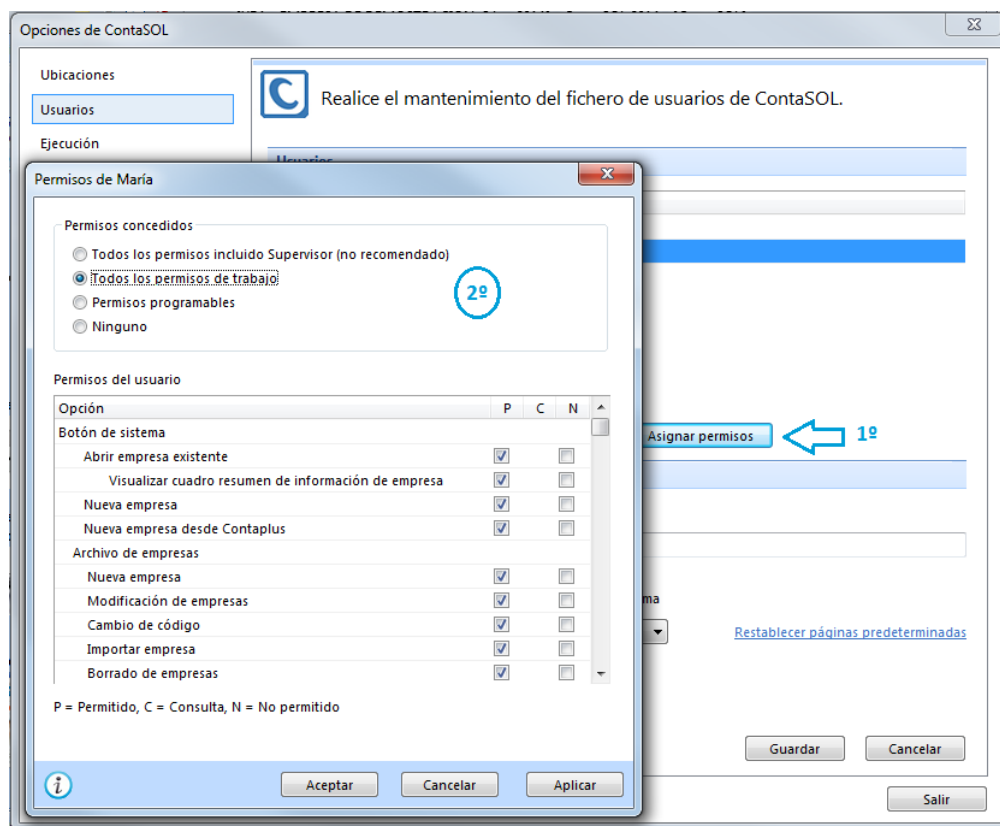 Opciones de ContaSOL
Ubicaciones
Usuarios
Ejecución
C
Realice el mantenimiento del fichero de usuarios de ContaSOL.
Usuarios
Permisos de María
Permisos concedidos
Todos los permisos incluido Supervisor (no recomendado)
Todos los permisos de trabajo
Permisos programables
Ninguno
2º
Permisos del usuario
Opción P C N
Botón de sistema
Abrir empresa existente
Visualizar cuadro resumen de información de empresa
Nueva empresa
Nueva empresa desde Contaplus
Archivo de empresas
Nueva empresa
Modificación de empresas
Cambio de código
Importar empresa
Borrado de empresas
P = Permitido, C = Consulta, N = No permitido
i
Aceptar Cancelar Aplicar
Asignar permisos 1º
ma
Restablecer páginas predeterminadas
Guardar Cancelar
Salir